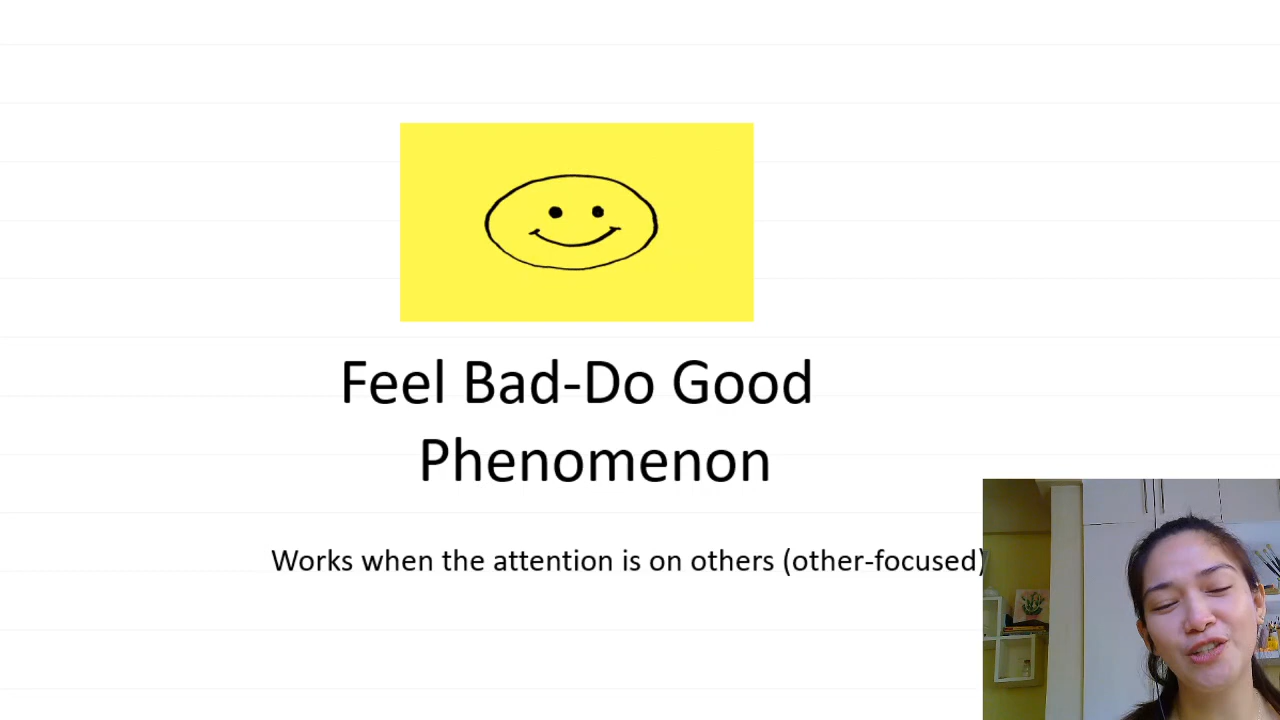 Feel Bad-Do Good
Phenomenon
Works when the attention is on others (other-focused)